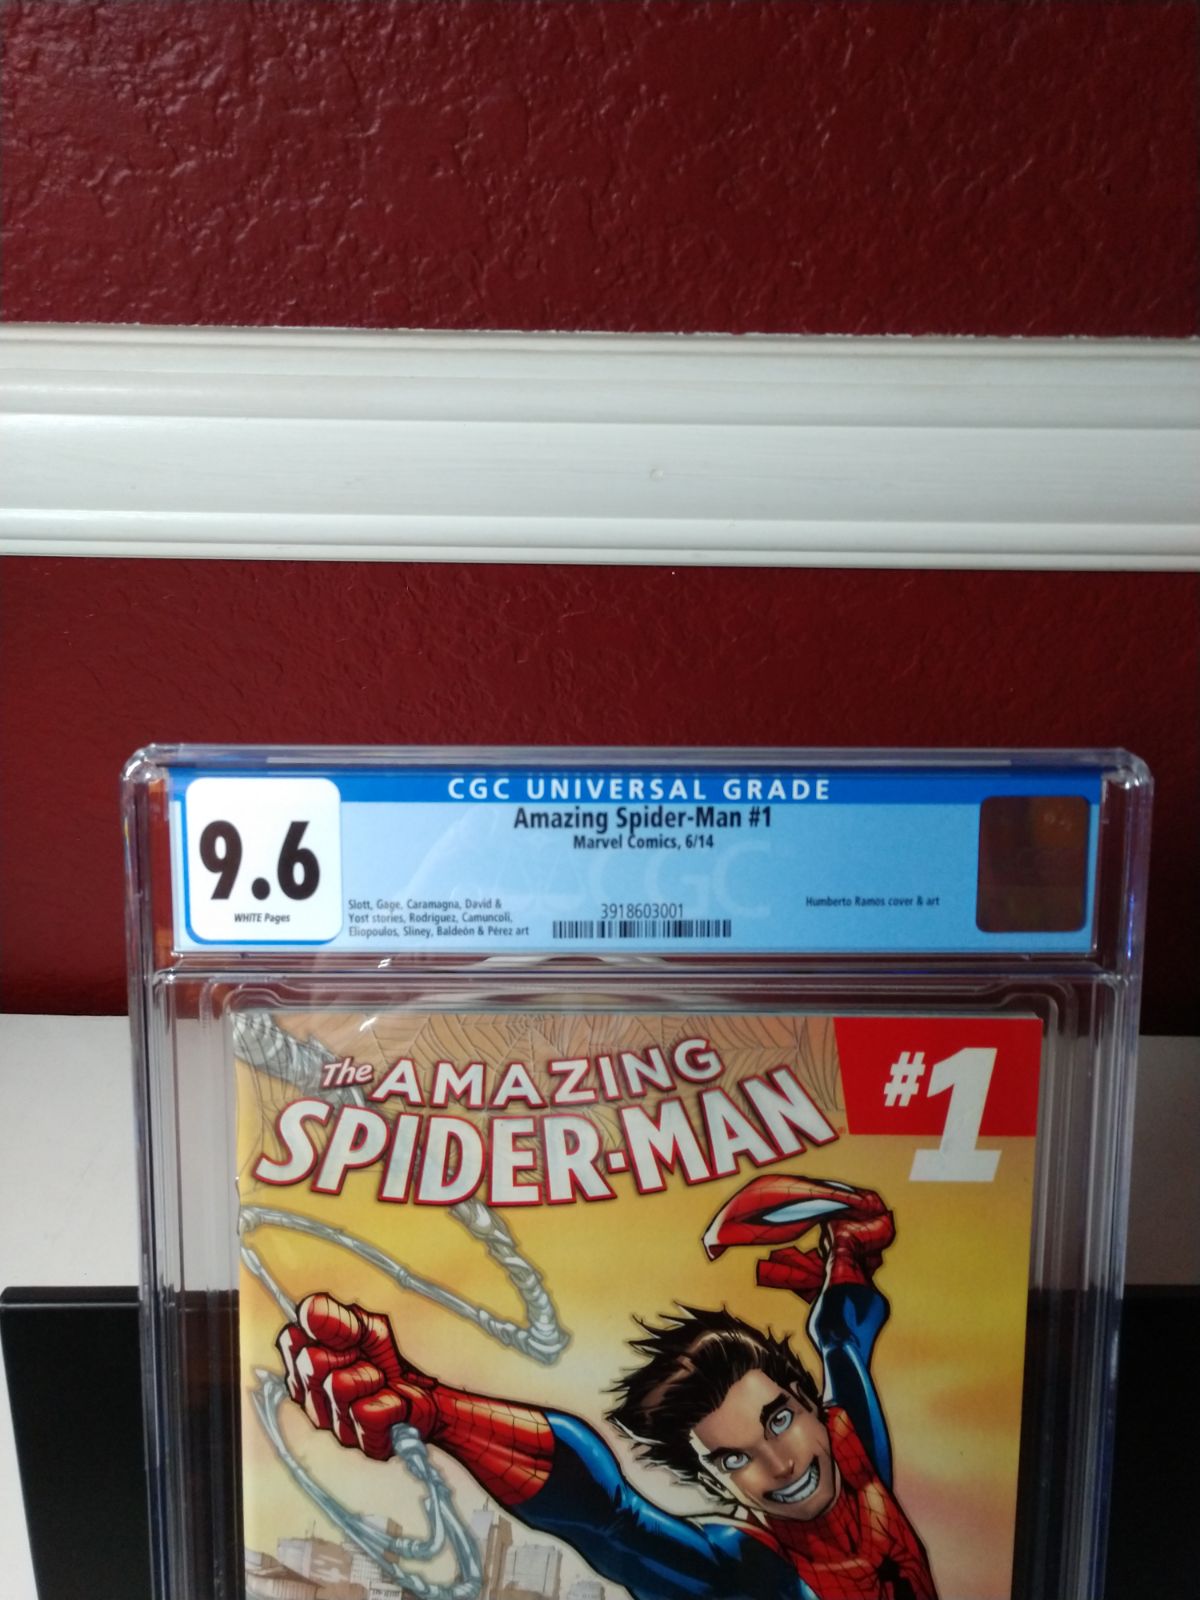 CGC UNIVERSAL GRADE
9.6
WHITE Pages
Amazing Spider-Man #1
Marvel Comics, 6/14
Slott, Gage, Caramagna, David &
Yost stories, Rodriguez, Camuncoli,
Eliopoulos, Sliney, Baldeón & Pérez art
CGC
3918603001
Humberto Ramos cover & art
The AMAZING
SPIDER-MAN
#1